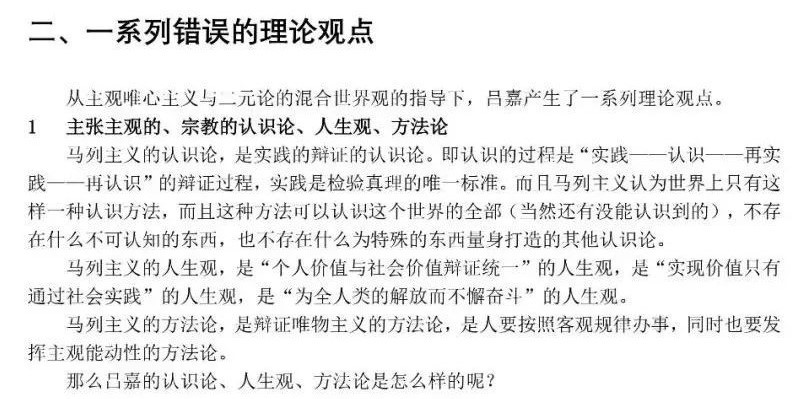 二、一系列错误的理论观点
从主观唯心主义与二元论的混合世界观的指导下，吕嘉产生了一系列理论观点。
1 主张主观的、宗教的认识论、人生观、方法论
马列主义的认识论，是实践的辩证的认识论。即认识的过程是“实践——认识——再实
践——再认识”的辩证过程，实践是检验真理的唯一标准。而且马列主义认为世界上只有这
样一种认识方法，而且这种方法可以认识这个世界的全部（当然还有没能认识到的），不存
在什么不可认知的东西，也不存在什么为特殊的东西量身打造的其他认识论。
马列主义的人生观，是“个人价值与社会价值辩证统一”的人生观，是“实现价值只有
通过社会实践”的人生观，是“为全人类的解放而不懈奋斗”的人生观。
马列主义的方法论，是辩证唯物主义的方法论，是人要按照客观规律办事，同时也要发
挥主观能动性的方法论。
那么吕嘉的认识论、人生观、方法论是怎么样的呢？